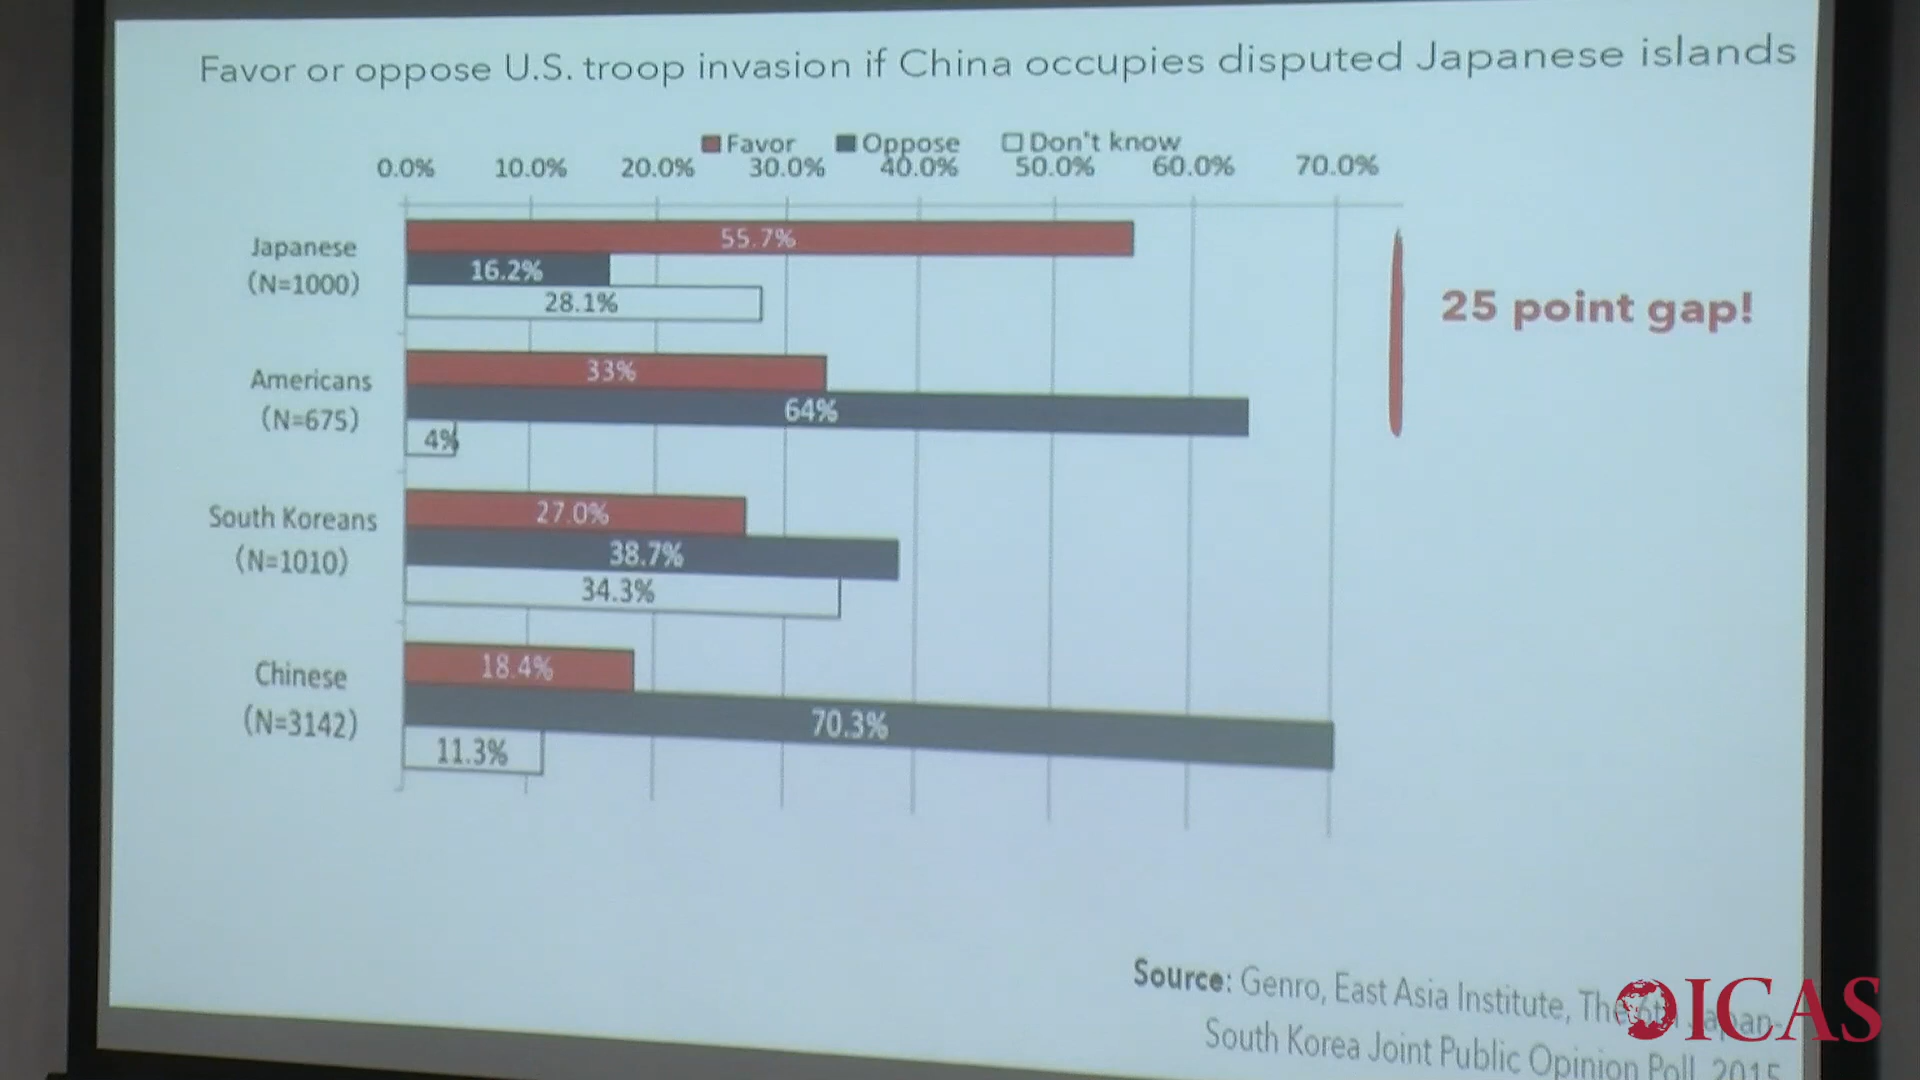 Favor or oppose U.S. troop invasion if China occupies disputed Japanese islands
Favor Oppose Don't know
0.0% 10.0% 20.0% 30.0% 40.0% 50.0% 60.0% 70.0%
Japanese
(N=1000)
55.7%
16.2%
28.1%
25 point gap!
Americans
(N=675)
33%
64%
4%
South Koreans
(N=1010)
27.0%
38.7%
34.3%
Chinese
(N=3142)
18.4%
70.3%
11.3%
Source: Genro, East Asia Institute, The 6th Japan-
South Korea Joint Public Opinion Poll, 2015
ICAS